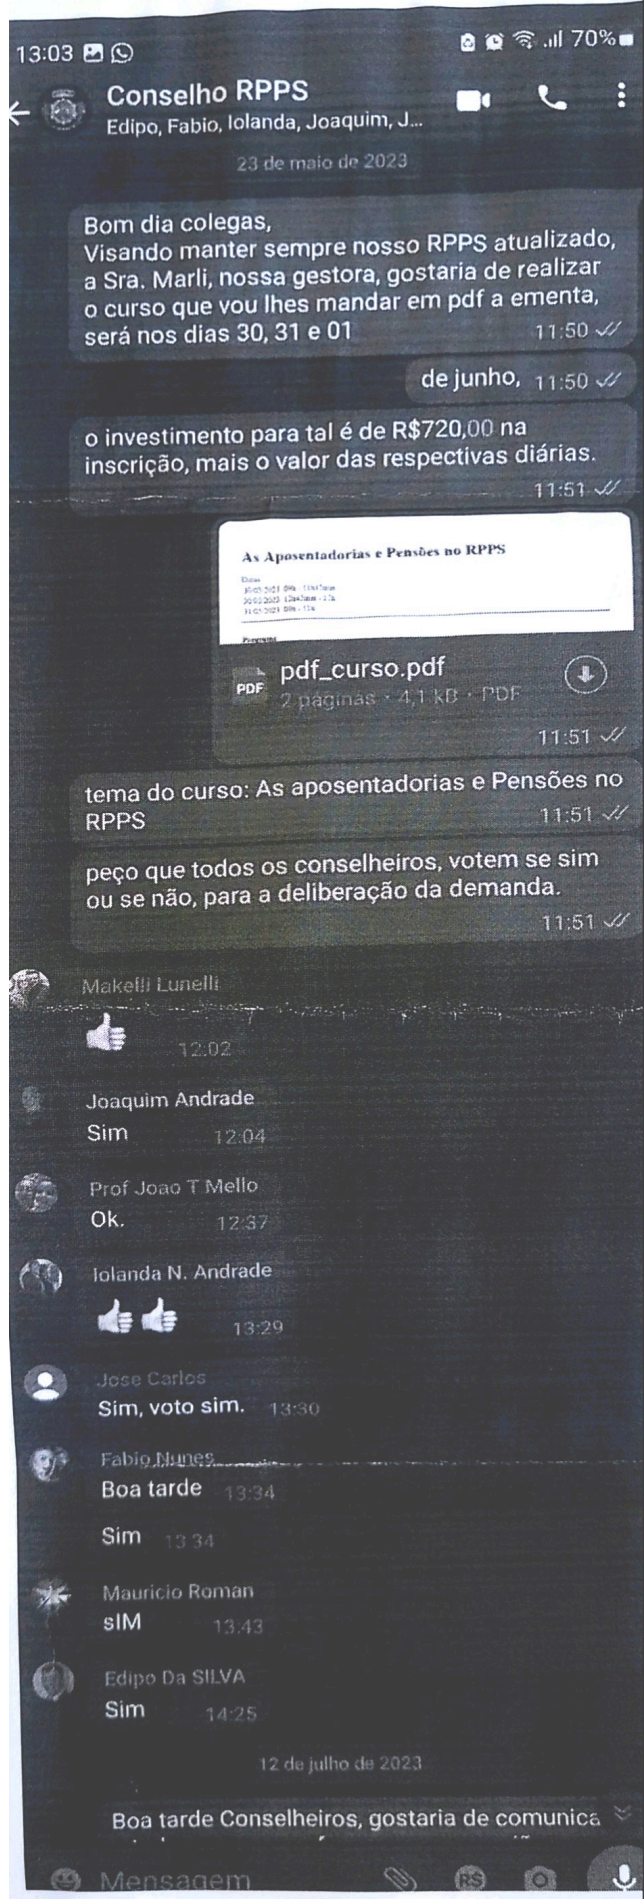 13:03
70%
Conselho RPPS
Edipo, Fabio, Iolanda, Joaquim, J...
23 de maio de 2023
Bom dia colegas,
Visando manter sempre nosso RPPS atualizado,
a Sra. Marli, nossa gestora, gostaria de realizar
o curso que vou lhes mandar em pdf a ementa,
será nos dias 30, 31 e 01
11:50
de junho, 11:50
o investimento para tal é de R$720,00 na
inscrição, mais o valor das respectivas diárias.
11:51
As Aposentadorias e Pensões no RPPS
Datas
Programa
PDF
pdf_curso.pdf
2 páginas • 4,1 kB • PDF
11:51
tema do curso: As aposentadorias e Pensões no
RPPS
11:51
peço que todos os conselheiros, votem se sim
ou se não, para a deliberação da demanda.
11:51
Makelli Lunelli
12:02
Joaquim Andrade
Sim 12:04
Prof Joao T Mello
Ok. 12:37
Iolanda N. Andrade
13:29
Jose Carlos
Sim, voto sim. 13:30
Fabio Nunes
Boa tarde 13:34
Sim 13:34
Mauricio Roman
sIM 13:43
Edipo Da SILVA
Sim 14:25
12 de julho de 2023
Boa tarde Conselheiros, gostaria de comunica
Mensagem
R$